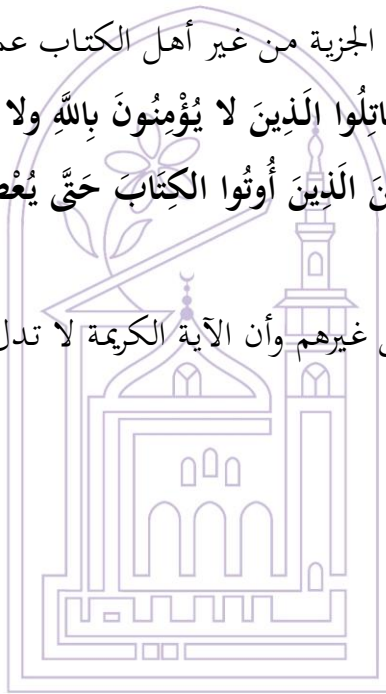 الجزية من غير أهل الكتاب عم
اتِلُوا الَذِينَ لا يُؤْمِنُونَ بِاللَّهِ ولا
نَ الَذِينَ أُوتُوا الكِتَابَ حَتَّى يُعْط
غيرهم وأن الآية الكريمة لا تدل